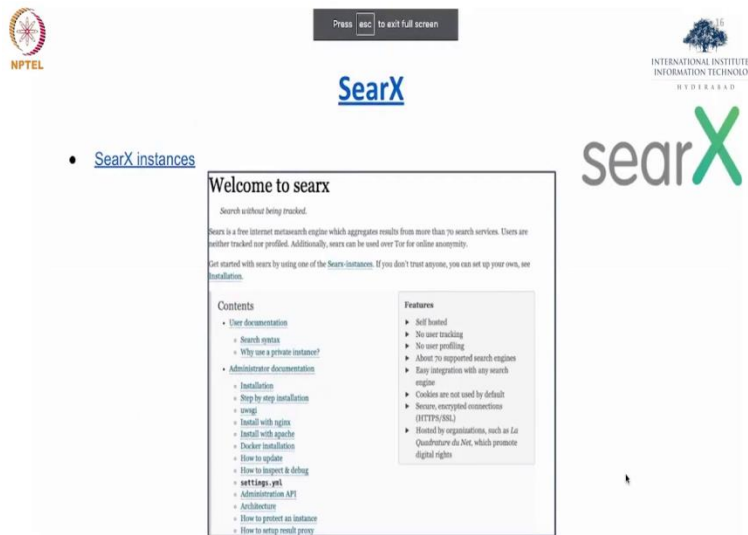 Press esc to exit full screen
16
NPTEL
INTERNATIONAL INSTITUTE
INFORMATION TECHNOLO
HYDERABAD
SearX
searX
• SearX instances
Welcome to searx
Search without being tracked.
Searx is a free internet metasearch engine which aggregates results from more than 70 search services. Users are
neither tracked nor profiled. Additionally, searx can be used over Tor for online anonymity.
Get started with searx by using one of the Searx-instances. If you don't trust anyone, you can set up your own, see
Installation.
Contents
• User documentation
Search syntax
Why use a private instance?
• Administrator documentation
Installation
Step by step installation
uwsgi
Install with nginx
Install with apache
Docker installation
How to update
How to inspect & debug
settings.yml
Administration API
Architecture
How to protect an instance
How to setup result proxy
Features
Self hosted
No user tracking
No user profiling
About 70 supported search engines
Easy integration with any search
engine
Cookies are not used by default
Secure, encrypted connections
(HTTPS/SSL)
Hosted by organizations, such as La
Quadrature du Net, which promote
digital rights